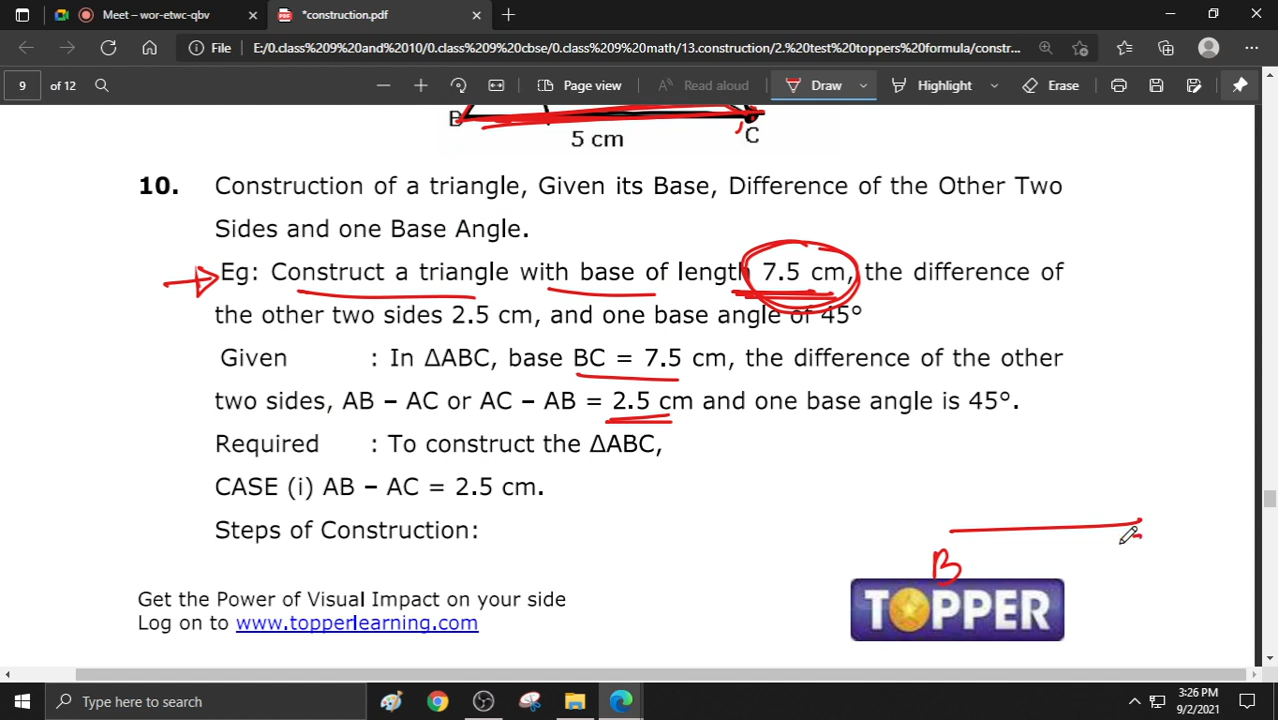 Meet – wor-etwc-qbv
*construction.pdf
File
E:/0.class%209%20and%2010/0.class%209%20cbse/0.class%209%20math/13.construction/2.%20test%20toppers%20formula/constr...
9 of 12
Page view
Read aloud
Draw
Highlight
Erase
B
C
5 cm
10. Construction of a triangle, Given its Base, Difference of the Other Two
Sides and one Base Angle.
Eg: Construct a triangle with base of length 7.5 cm, the difference of
the other two sides 2.5 cm, and one base angle of 45°
Given : In ΔABC, base BC = 7.5 cm, the difference of the other
two sides, AB – AC or AC – AB = 2.5 cm and one base angle is 45°.
Required : To construct the ΔABC,
CASE (i) AB – AC = 2.5 cm.
Steps of Construction:
B
Get the Power of Visual Impact on your side
Log on to www.topperlearning.com
TOPPER
Type here to search
3:26 PM
9/2/2021